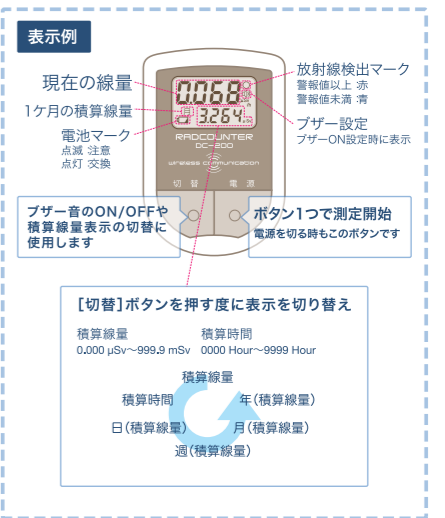 表示例
現在の線量
1ケ月の積算線量
電池マーク
点滅 注意
点灯 交換
放射線検出マーク
警報値以上 :赤
警報値未満 :青
ブザー設定
ブザーON設定時に表示
0068
3264
RADCOUNTER
DC-200
wireless communication
切替 電源
ブザー音のON/OFFや
積算線量表示の切替に
使用します
ボタン1つで測定開始
電源を切る時もこのボタンです
[切替]ボタンを押す度に表示を切り替え
積算線量 積算時間
0.000 μSv〜999.9 mSv 0000 Hour〜9999 Hour
積算線量
積算時間 年(積算線量)
日(積算線量) 月(積算線量)
週(積算線量)